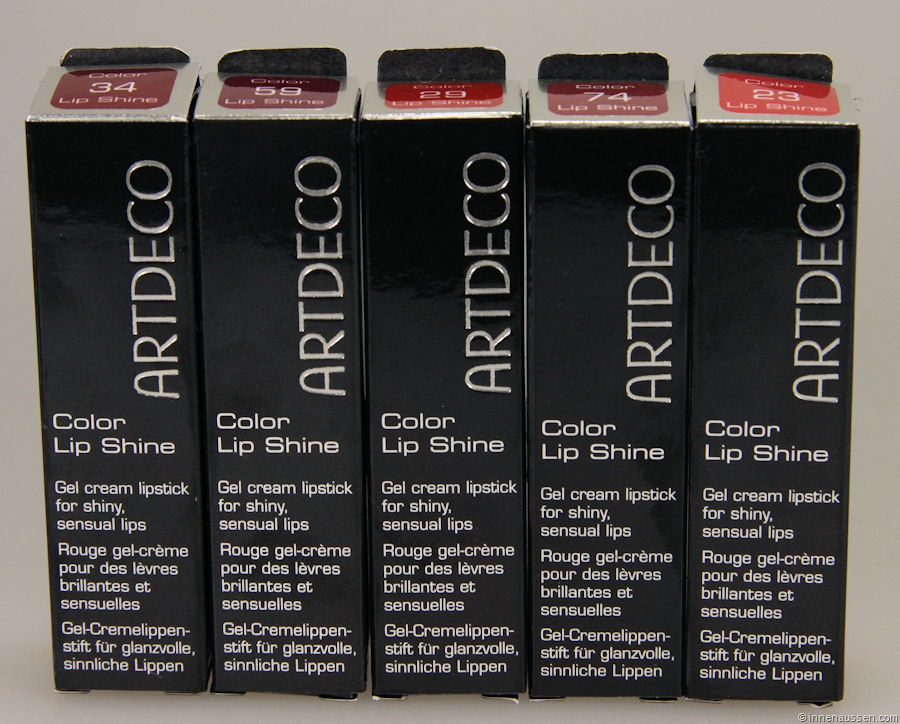 Color
34
Lip Shine
ARTDECO
Color
Lip Shine
Gel cream lipstick
for shiny,
sensual lips
Rouge gel-crème
pour des lèvres
brillantes et
sensuelles
Gel-Cremelippen-
stift für glanzvolle,
sinnliche Lippen
Color
59
Lip Shine
ARTDECO
Color
Lip Shine
Gel cream lipstick
for shiny,
sensual lips
Rouge gel-crème
pour des lèvres
brillantes et
sensuelles
Gel-Cremelippen-
stift für glanzvolle,
sinnliche Lippen
Color
29
Lip Shine
ARTDECO
Color
Lip Shine
Gel cream lipstick
for shiny,
sensual lips
Rouge gel-crème
pour des lèvres
brillantes et
sensuelles
Gel-Cremelippen-
stift für glanzvolle,
sinnliche Lippen
Color
74
Lip Shine
ARTDECO
Color
Lip Shine
Gel cream lipstick
for shiny,
sensual lips
Rouge gel-crème
pour des lèvres
brillantes et
sensuelles
Gel-Cremelippen-
stift für glanzvolle,
sinnliche Lippen
Color
23
Lip Shine
ARTDECO
Color
Lip Shine
Gel cream lipstick
for shiny,
sensual lips
Rouge gel-crème
pour des lèvres
brillantes et
sensuelles
Gel-Cremelippen-
stift für glanzvolle,
sinnliche Lippen
©innenaussen.com